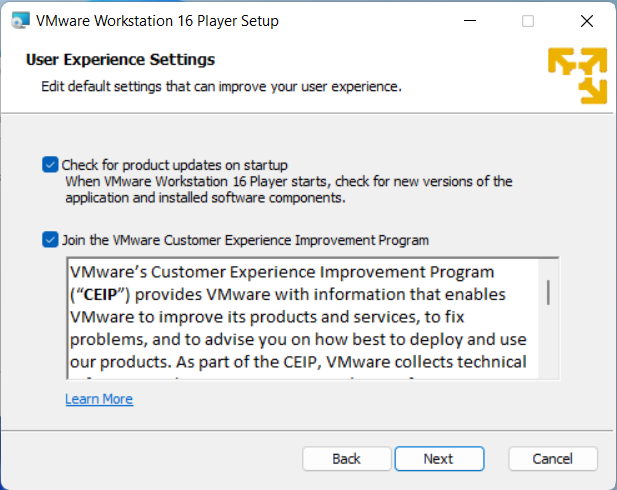 VMware Workstation 16 Player Setup
User Experience Settings
Edit default settings that can improve your user experience.
Check for product updates on startup
When VMware Workstation 16 Player starts, check for new versions of the
application and installed software components.
Join the VMware Customer Experience Improvement Program
VMware’s Customer Experience Improvement Program
(“CEIP”) provides VMware with information that enables
VMware to improve its products and services, to fix
problems, and to advise you on how best to deploy and use
our products. As part of the CEIP, VMware collects technical
Learn More
Back
Next
Cancel